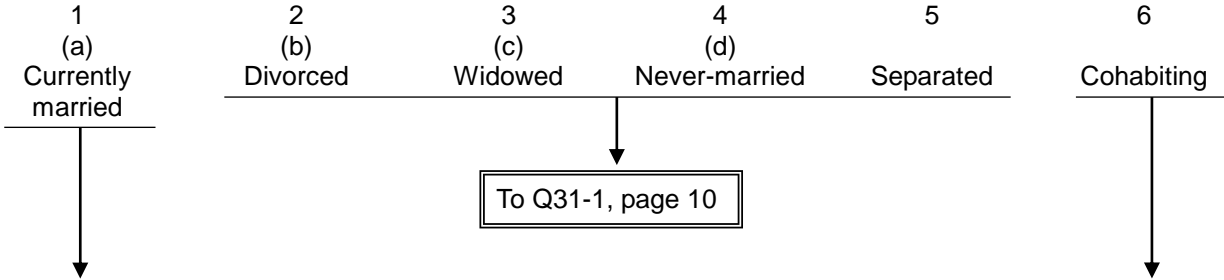 1 2 3 4 5 6
(a) (b) (c) (d)
Currently Divorced Widowed Never-married Separated Cohabiting
married
To Q31-1, page 10